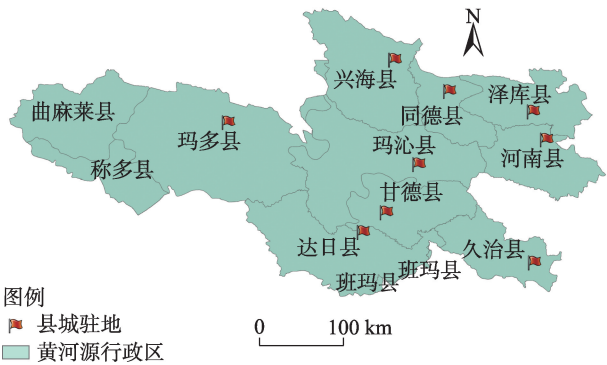 N
兴海县
泽库县
曲麻莱县
同德县
玛多县
玛沁县
河南县
称多县
甘德县
达日县
久治县
班玛县
班玛县
图例
县城驻地
黄河源行政区
0 100 km